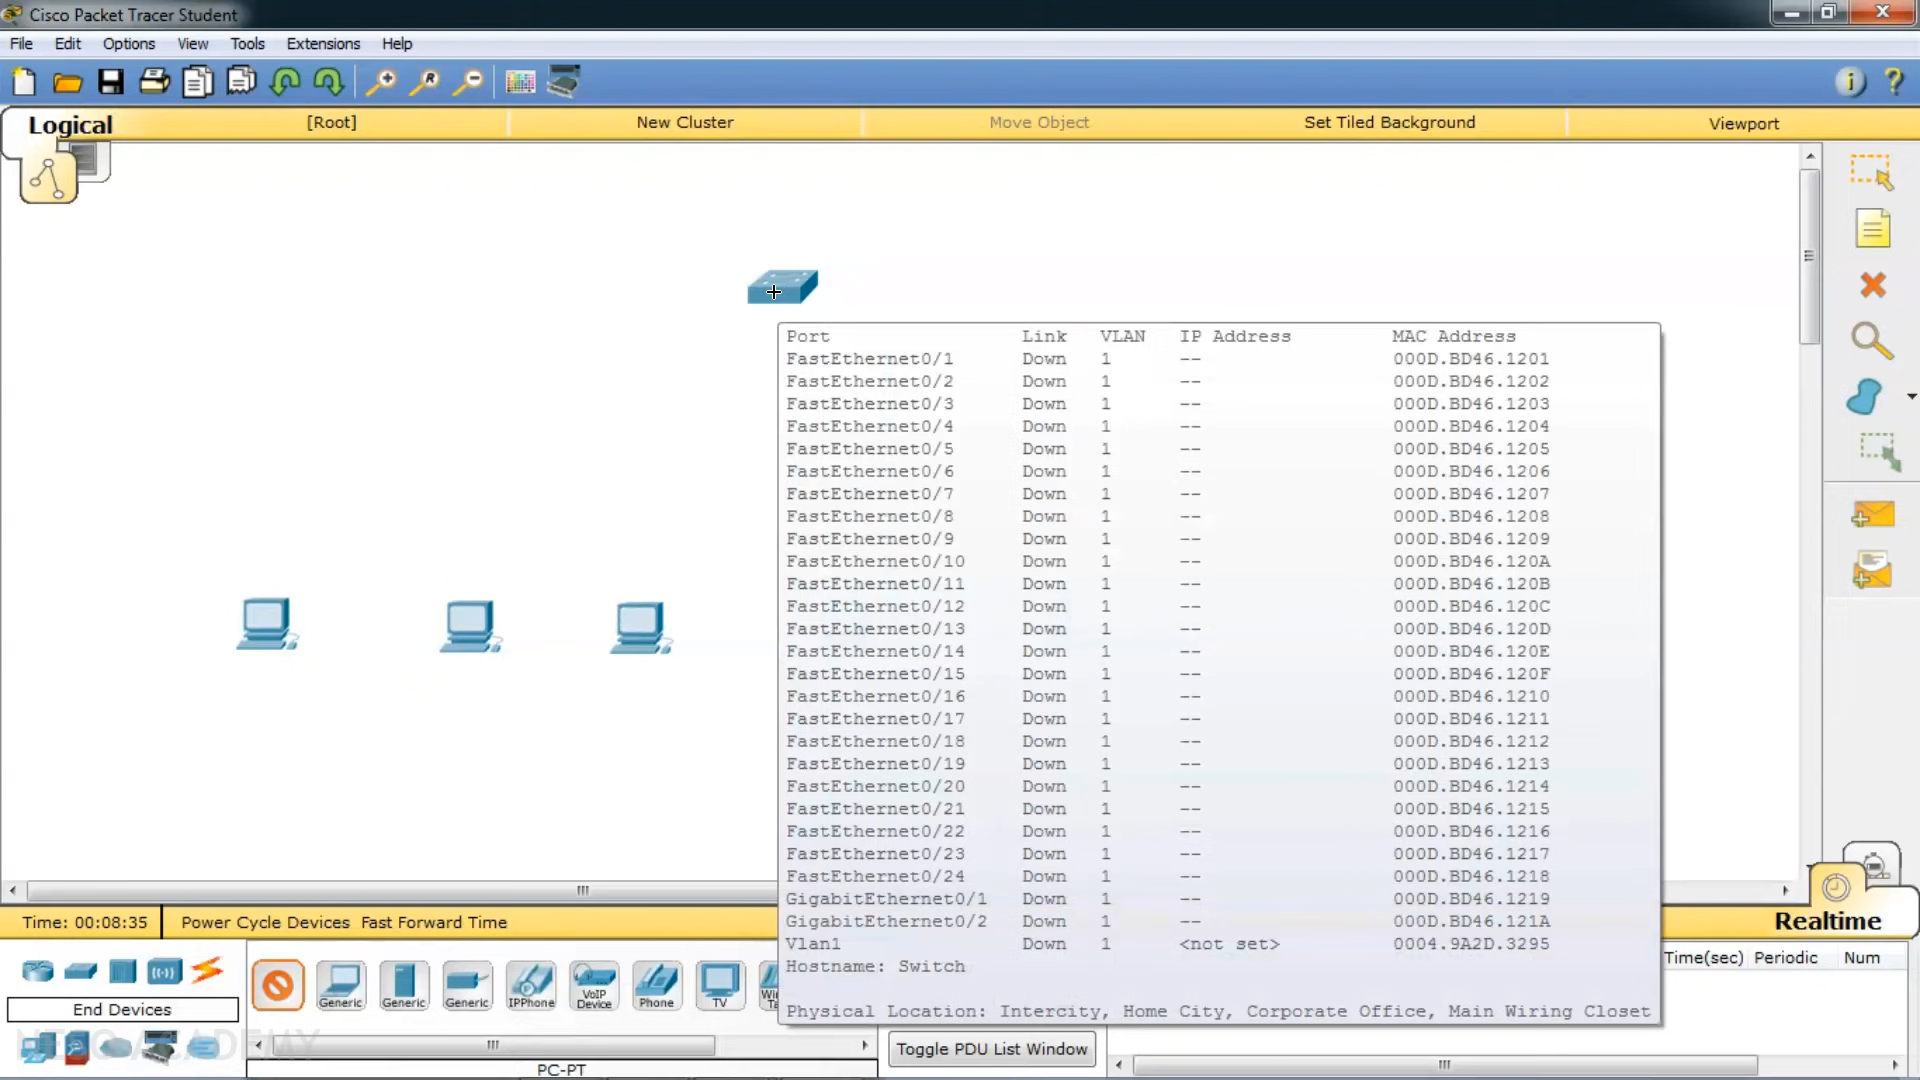 Cisco Packet Tracer Student
File Edit Options View Tools Extensions Help
Logical [Root] New Cluster Move Object Set Tiled Background Viewport
Port Link VLAN IP Address MAC Address
FastEthernet0/1 Down 1 -- 000D.BD46.1201
FastEthernet0/2 Down 1 -- 000D.BD46.1202
FastEthernet0/3 Down 1 -- 000D.BD46.1203
FastEthernet0/4 Down 1 -- 000D.BD46.1204
FastEthernet0/5 Down 1 -- 000D.BD46.1205
FastEthernet0/6 Down 1 -- 000D.BD46.1206
FastEthernet0/7 Down 1 -- 000D.BD46.1207
FastEthernet0/8 Down 1 -- 000D.BD46.1208
FastEthernet0/9 Down 1 -- 000D.BD46.1209
FastEthernet0/10 Down 1 -- 000D.BD46.120A
FastEthernet0/11 Down 1 -- 000D.BD46.120B
FastEthernet0/12 Down 1 -- 000D.BD46.120C
FastEthernet0/13 Down 1 -- 000D.BD46.120D
FastEthernet0/14 Down 1 -- 000D.BD46.120E
FastEthernet0/15 Down 1 -- 000D.BD46.120F
FastEthernet0/16 Down 1 -- 000D.BD46.1210
FastEthernet0/17 Down 1 -- 000D.BD46.1211
FastEthernet0/18 Down 1 -- 000D.BD46.1212
FastEthernet0/19 Down 1 -- 000D.BD46.1213
FastEthernet0/20 Down 1 -- 000D.BD46.1214
FastEthernet0/21 Down 1 -- 000D.BD46.1215
FastEthernet0/22 Down 1 -- 000D.BD46.1216
FastEthernet0/23 Down 1 -- 000D.BD46.1217
FastEthernet0/24 Down 1 -- 000D.BD46.1218
GigabitEthernet0/1 Down 1 -- 000D.BD46.1219
GigabitEthernet0/2 Down 1 -- 000D.BD46.121A
Vlan1 Down 1 <not set> 0004.9A2D.3295
Hostname: Switch
Physical Location: Intercity, Home City, Corporate Office, Main Wiring Closet
Time: 00:08:35 Power Cycle Devices Fast Forward Time
Realtime
Time(sec) Periodic Num
Generic Generic Generic IPPhone VoIP Device Phone TV
End Devices
Toggle PDU List Window
PC-PT